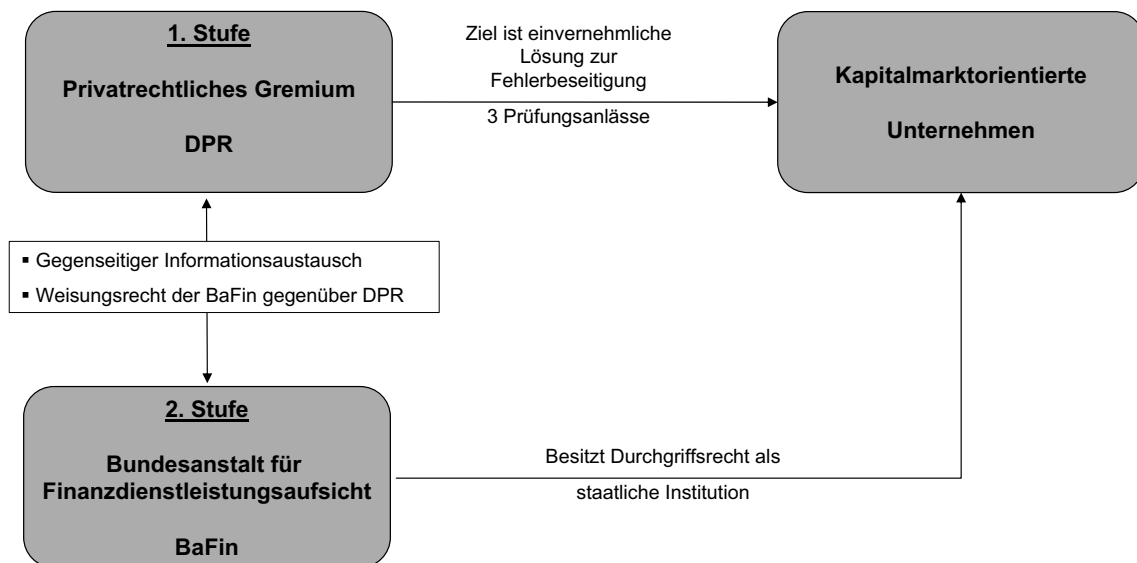 1. Stufe
Privatrechtliches Gremium
DPR
Ziel ist einvernehmliche
Lösung zur
Fehlerbeseitigung
3 Prüfungsanlässe
Kapitalmarktorientierte
Unternehmen
▪ Gegenseitiger Informationsaustausch
▪ Weisungsrecht der BaFin gegenüber DPR
2. Stufe
Bundesanstalt für
Finanzdienstleistungsaufsicht
BaFin
Besitzt Durchgriffsrecht als
staatliche Institution